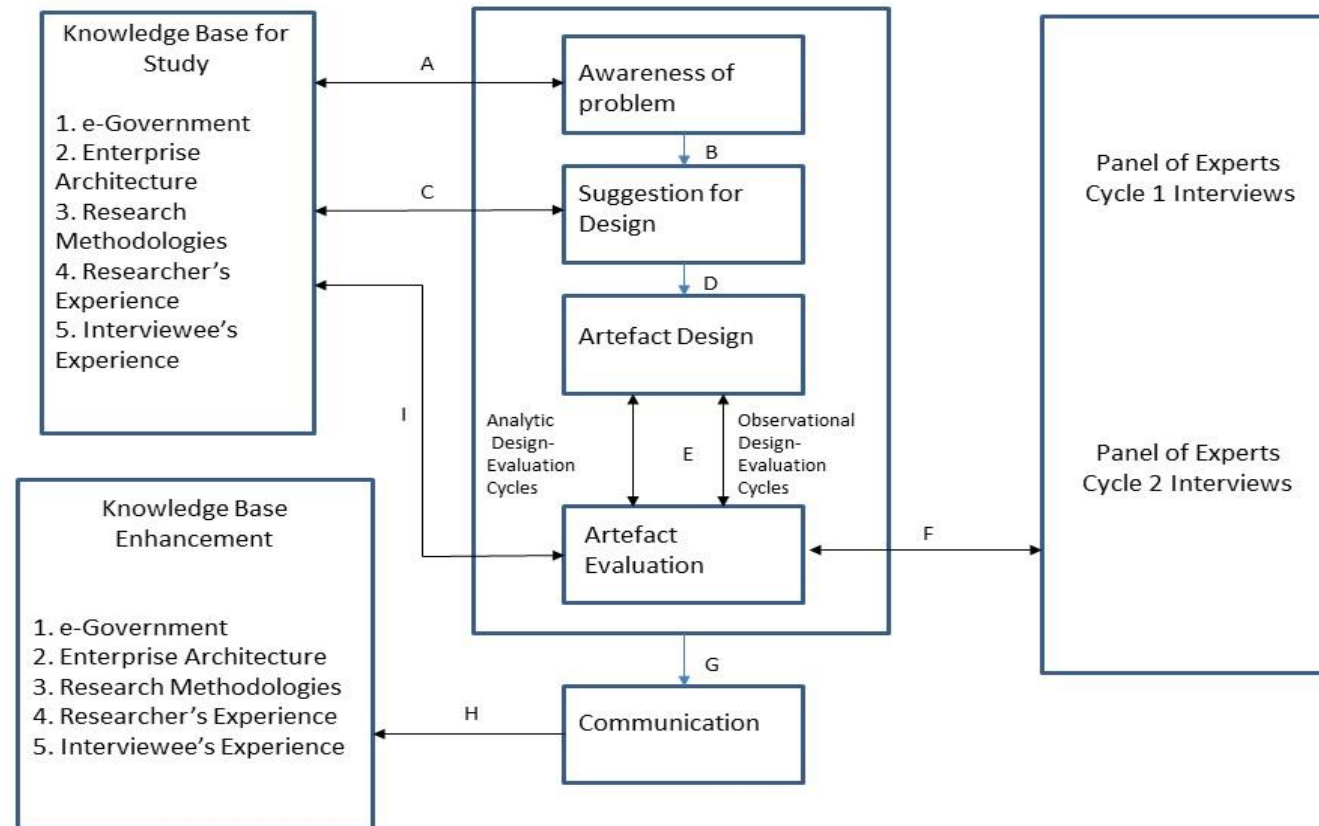 Knowledge Base for
Study
1. e-Government
2. Enterprise
Architecture
3. Research
Methodologies
4. Researcher’s
Experience
5. Interviewee’s
Experience
A
Awareness of
problem
B
C
Suggestion for
Design
D
Artefact Design
I
Analytic
Design-
Evaluation
Cycles
E
Observational
Design-
Evaluation
Cycles
Artefact
Evaluation
F
Panel of Experts
Cycle 1 Interviews
Panel of Experts
Cycle 2 Interviews
G
Communication
H
Knowledge Base
Enhancement
1. e-Government
2. Enterprise Architecture
3. Research Methodologies
4. Researcher’s Experience
5. Interviewee’s Experience